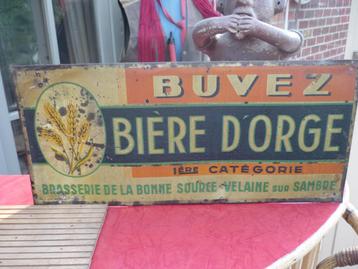 BUVEZ
BIÈRE D'ORGE
1ÈRE CATÉGORIE
BRASSERIE DE LA BONNE SOURCE - VELAINE SUR SAMBRE